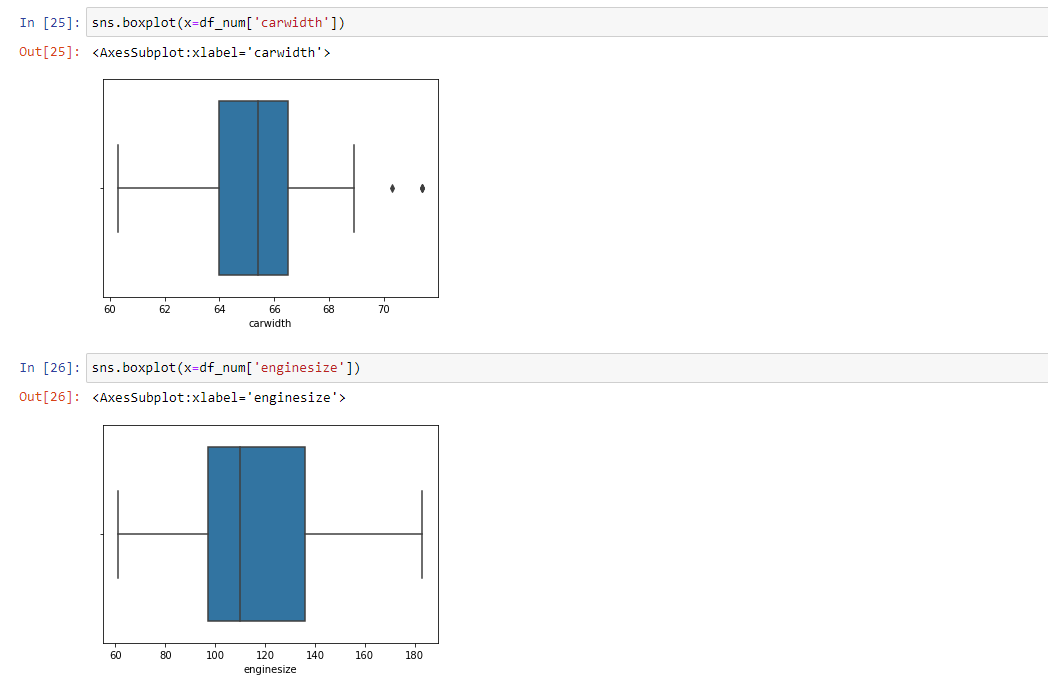 In [25]: sns.boxplot(x=df_num['carwidth'])
Out[25]: <AxesSubplot:xlabel='carwidth'>
60 62 64 66 68 70
carwidth
In [26]: sns.boxplot(x=df_num['enginesize'])
Out[26]: <AxesSubplot:xlabel='enginesize'>
60 80 100 120 140 160 180
enginesize